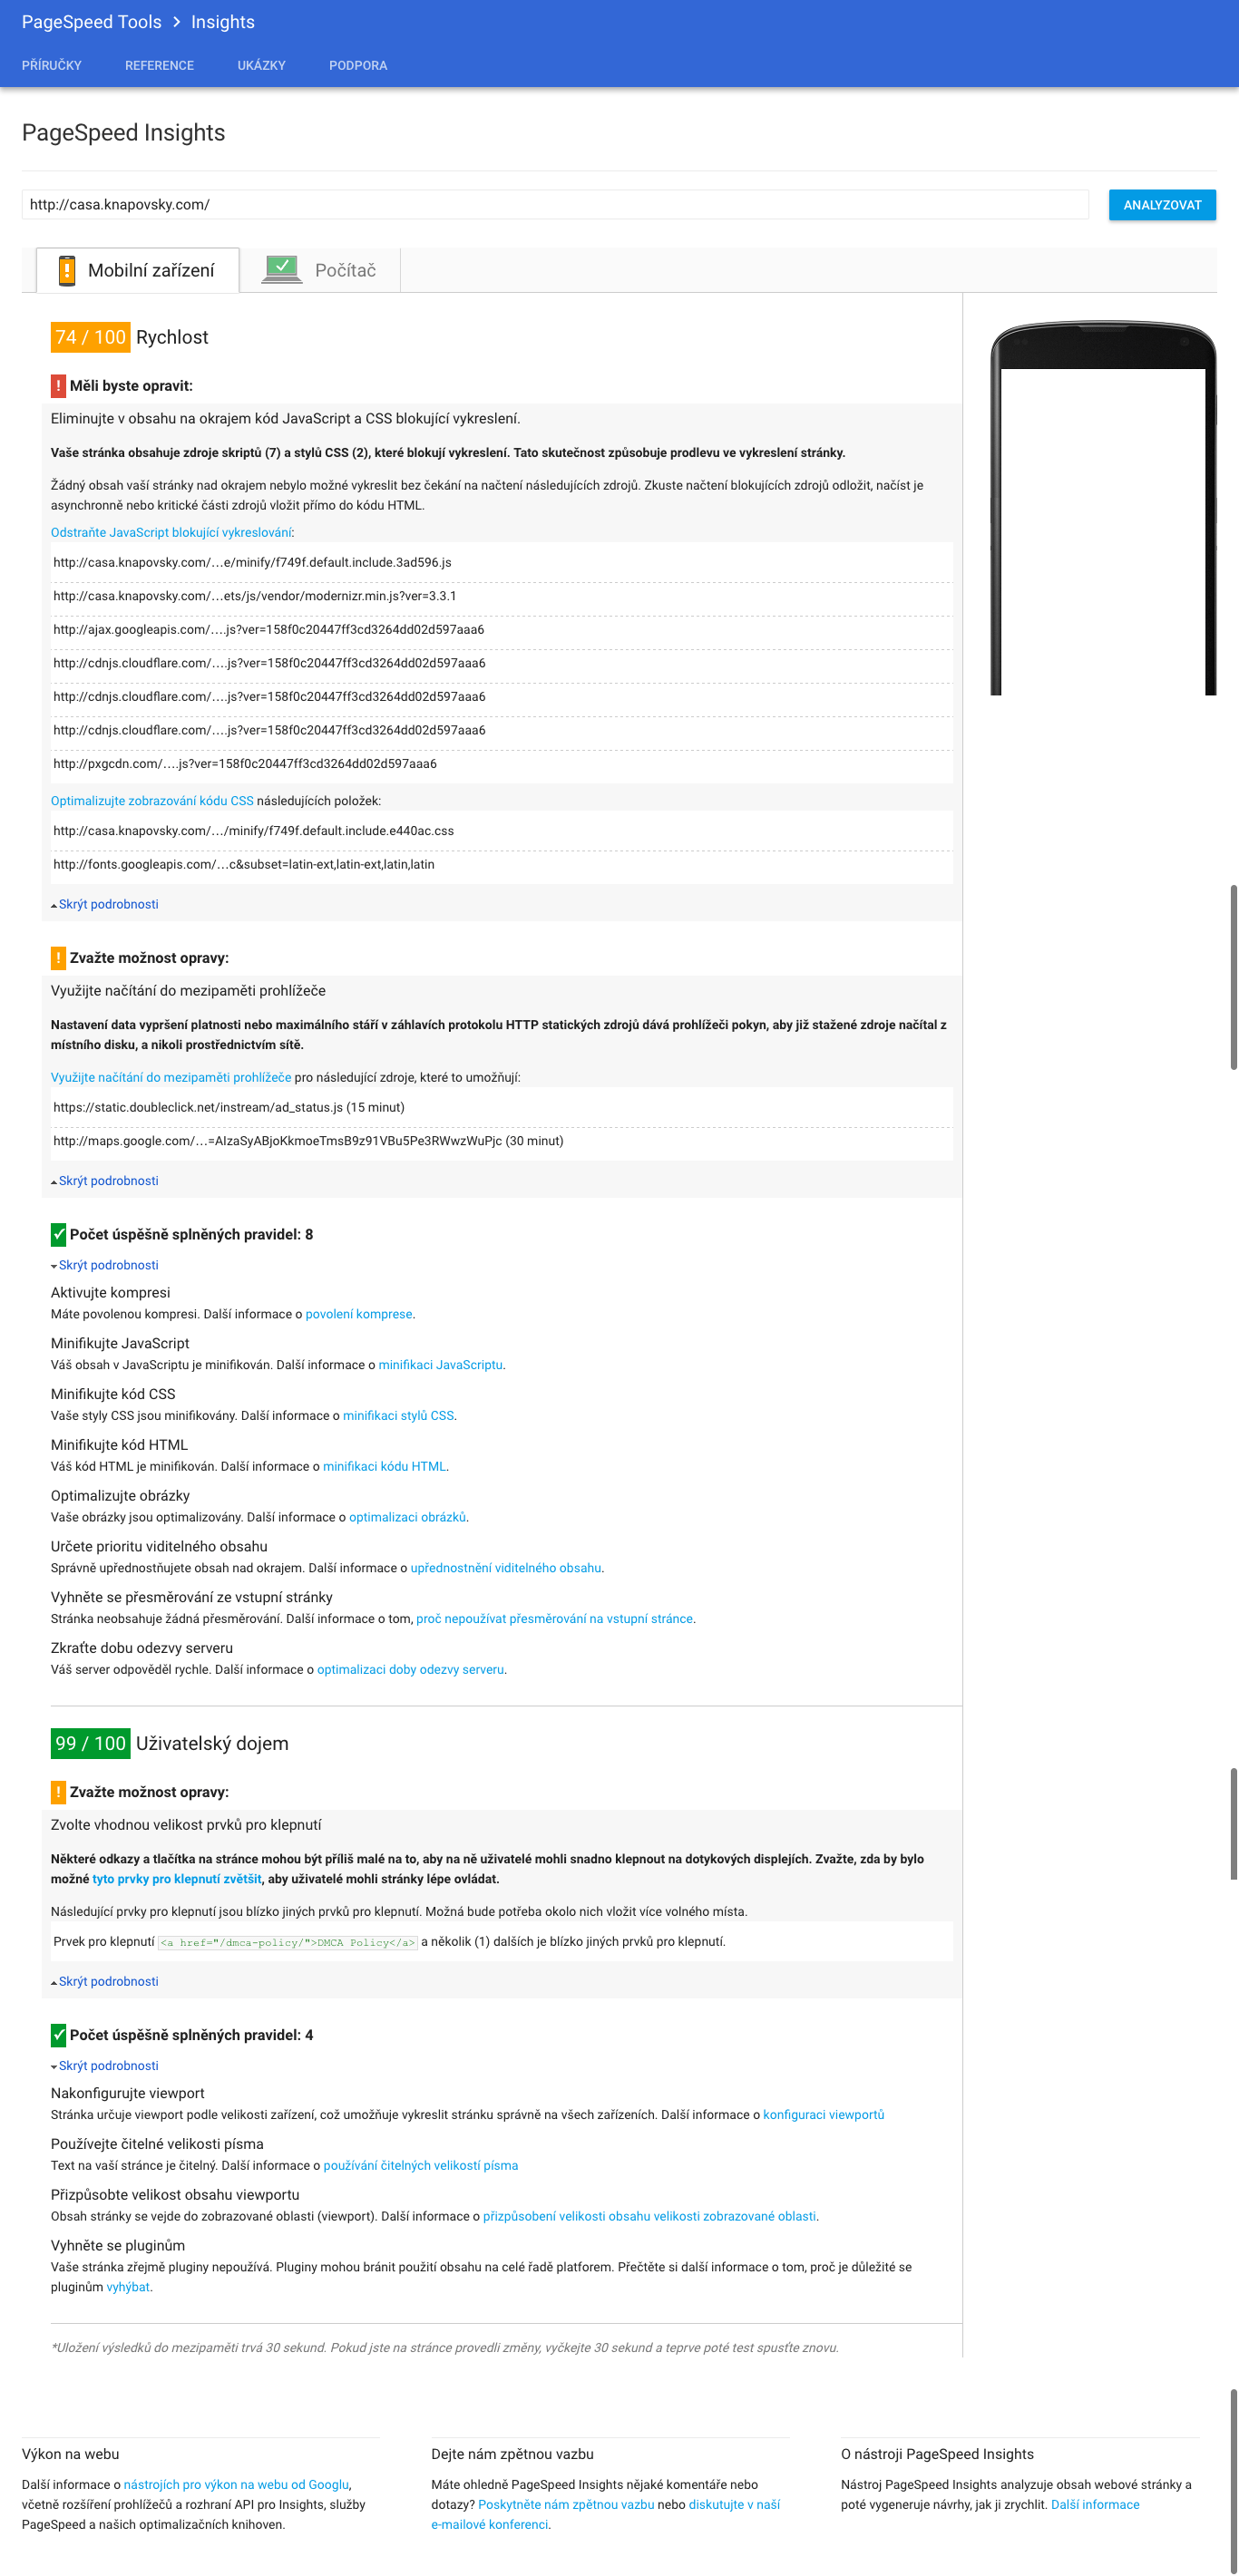 PageSpeed Tools > Insights
PŘÍRUČKY REFERENCE UKÁZKY PODPORA
PageSpeed Insights
http://casa.knapovsky.com/
ANALYZOVAT
Mobilní zařízení
Počítač
74 / 100 Rychlost
! Měli byste opravit:
Eliminujte v obsahu na okrajem kód JavaScript a CSS blokující vykreslení.
Vaše stránka obsahuje zdroje skriptů (7) a stylů CSS (2), které blokují vykreslení. Tato skutečnost způsobuje prodlevu ve vykreslení stránky.
Žádný obsah vaší stránky nad okrajem nebylo možné vykreslit bez čekání na načtení následujících zdrojů. Zkuste načtení blokujících zdrojů odložit, načíst je
asynchronně nebo kritické části zdrojů vložit přímo do kódu HTML.
Odstraňte JavaScript blokující vykreslování:
http://casa.knapovsky.com/…e/minify/f749f.default.include.3ad596.js
http://casa.knapovsky.com/…ets/js/vendor/modernizr.min.js?ver=3.3.1
http://ajax.googleapis.com/….js?ver=158f0c20447ff3cd3264dd02d597aaa6
http://cdnjs.cloudflare.com/….js?ver=158f0c20447ff3cd3264dd02d597aaa6
http://cdnjs.cloudflare.com/….js?ver=158f0c20447ff3cd3264dd02d597aaa6
http://cdnjs.cloudflare.com/….js?ver=158f0c20447ff3cd3264dd02d597aaa6
http://pxgcdn.com/….js?ver=158f0c20447ff3cd3264dd02d597aaa6
Optimalizujte zobrazování kódu CSS následujících položek:
http://casa.knapovsky.com/…/minify/f749f.default.include.e440ac.css
http://fonts.googleapis.com/…c&subset=latin-ext,latin-ext,latin,latin
Skrýt podrobnosti
! Zvažte možnost opravy:
Využijte načítání do mezipaměti prohlížeče
Nastavení data vypršení platnosti nebo maximálního stáří v záhlavích protokolu HTTP statických zdrojů dává prohlížeči pokyn, aby již stažené zdroje načítal z
místního disku, a nikoli prostřednictvím sítě.
Využijte načítání do mezipaměti prohlížeče pro následující zdroje, které to umožňují:
https://static.doubleclick.net/instream/ad_status.js (15 minut)
http://maps.google.com/…=AIzaSyABjoKkmoeTmsB9z91VBu5Pe3RWwzWuPjc (30 minut)
Skrýt podrobnosti
Počet úspěšně splněných pravidel: 8
Skrýt podrobnosti
Aktivujte kompresi
Máte povolenou kompresi. Další informace o povolení komprese.
Minifikujte JavaScript
Váš obsah v JavaScriptu je minifikován. Další informace o minifikaci JavaScriptu.
Minifikujte kód CSS
Vaše styly CSS jsou minifikovány. Další informace o minifikaci stylů CSS.
Minifikujte kód HTML
Váš kód HTML je minifikován. Další informace o minifikaci kódu HTML.
Optimalizujte obrázky
Vaše obrázky jsou optimalizovány. Další informace o optimalizaci obrázků.
Určete prioritu viditelného obsahu
Správně upřednostňujete obsah nad okrajem. Další informace o upřednostnění viditelného obsahu.
Vyhněte se přesměrování ze vstupní stránky
Stránka neobsahuje žádná přesměrování. Další informace o tom, proč nepoužívat přesměrování na vstupní stránce.
Zkraťte dobu odezvy serveru
Váš server odpověděl rychle. Další informace o optimalizaci doby odezvy serveru.
99 / 100 Uživatelský dojem
! Zvažte možnost opravy:
Zvolte vhodnou velikost prvků pro klepnutí
Některé odkazy a tlačítka na stránce mohou být příliš malé na to, aby na ně uživatelé mohli snadno klepnout na dotykových displejích. Zvažte, zda by bylo
možné tyto prvky pro klepnutí zvětšit, aby uživatelé mohli stránky lépe ovládat.
Následující prvky pro klepnutí jsou blízko jiných prvků pro klepnutí. Možná bude potřeba okolo nich vložit více volného místa.
Prvek pro klepnutí <a href="/dmca-policy/">DMCA Policy</a> a několik (1) dalších je blízko jiných prvků pro klepnutí.
Skrýt podrobnosti
Počet úspěšně splněných pravidel: 4
Skrýt podrobnosti
Nakonfigurujte viewport
Stránka určuje viewport podle velikosti zařízení, což umožňuje vykreslit stránku správně na všech zařízeních. Další informace o konfiguraci viewportů
Používejte čitelné velikosti písma
Text na vaší stránce je čitelný. Další informace o používání čitelných velikostí písma
Přizpůsobte velikost obsahu viewportu
Obsah stránky se vejde do zobrazované oblasti (viewport). Další informace o přizpůsobení velikosti obsahu velikosti zobrazované oblasti.
Vyhněte se pluginům
Vaše stránka zřejmě pluginy nepoužívá. Pluginy mohou bránit použití obsahu na celé řadě platforem. Přečtěte si další informace o tom, proč je důležité se
pluginům vyhýbat.
*Uložení výsledků do mezipaměti trvá 30 sekund. Pokud jste na stránce provedli změny, vyčkejte 30 sekund a teprve poté test spusťte znovu.
Výkon na webu
Další informace o nástrojích pro výkon na webu od Googlu,
včetně rozšíření prohlížečů a rozhraní API pro Insights, služby
PageSpeed a našich optimalizačních knihoven.
Dejte nám zpětnou vazbu
Máte ohledně PageSpeed Insights nějaké komentáře nebo
dotazy? Poskytněte nám zpětnou vazbu nebo diskutujte v naší
e-mailové konferenci.
O nástroji PageSpeed Insights
Nástroj PageSpeed Insights analyzuje obsah webové stránky a
poté vygeneruje návrhy, jak ji zrychlit. Další informace